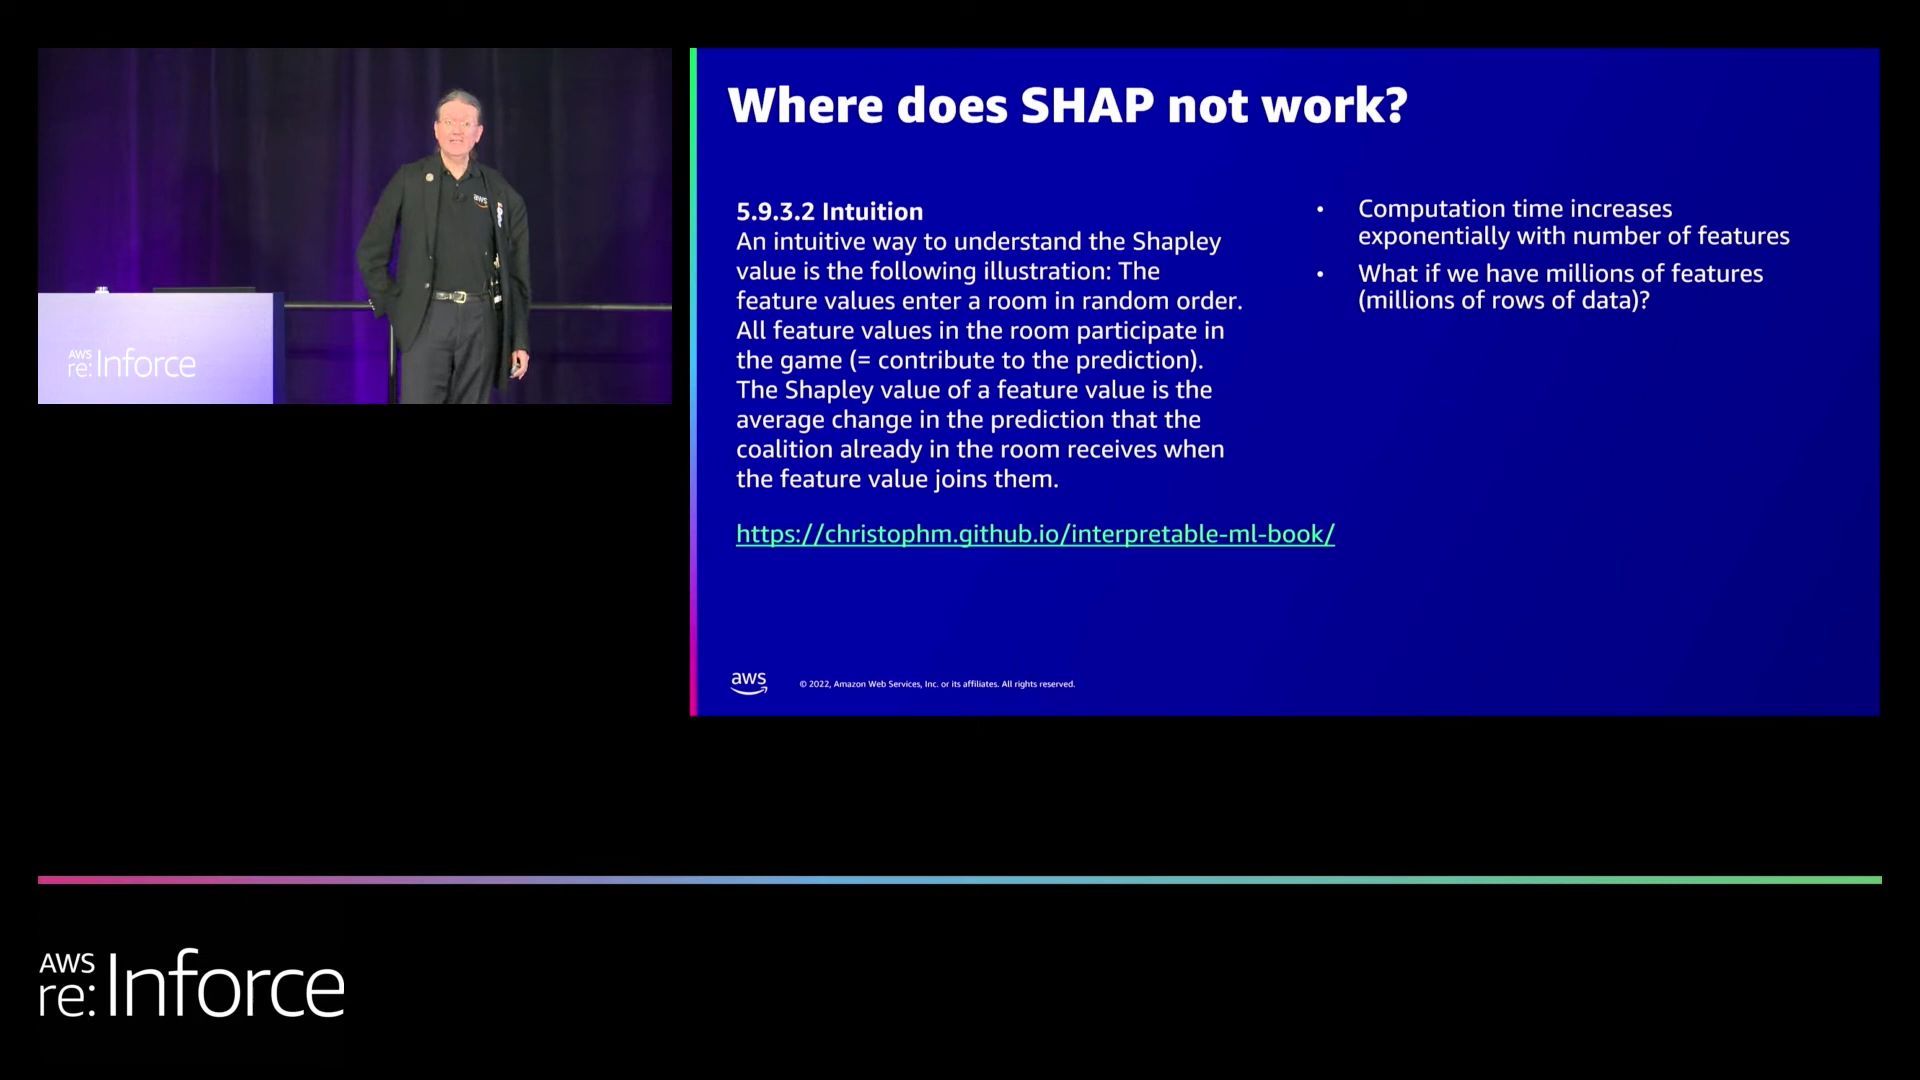 aws
AWS
re:Inforce
Where does SHAP not work?
5.9.3.2 Intuition
An intuitive way to understand the Shapley
value is the following illustration: The
feature values enter a room in random order.
All feature values in the room participate in
the game (= contribute to the prediction).
The Shapley value of a feature value is the
average change in the prediction that the
coalition already in the room receives when
the feature value joins them.
https://christophm.github.io/interpretable-ml-book/
• Computation time increases
exponentially with number of features
• What if we have millions of features
(millions of rows of data)?
aws
© 2022, Amazon Web Services, Inc. or its affiliates. All rights reserved.
AWS
re:Inforce